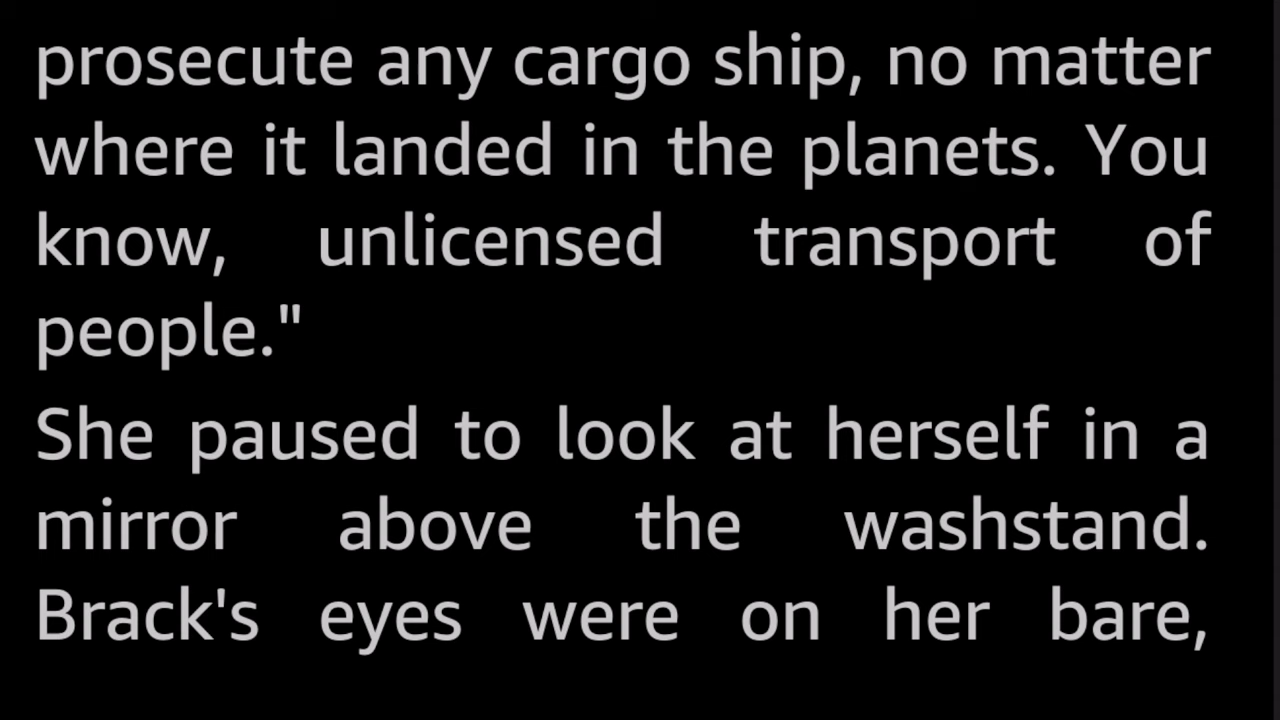 prosecute any cargo ship, no matter
where it landed in the planets. You
know, unlicensed transport of
people."
She paused to look at herself in a
mirror above the washstand.
Brack's eyes were on her bare,